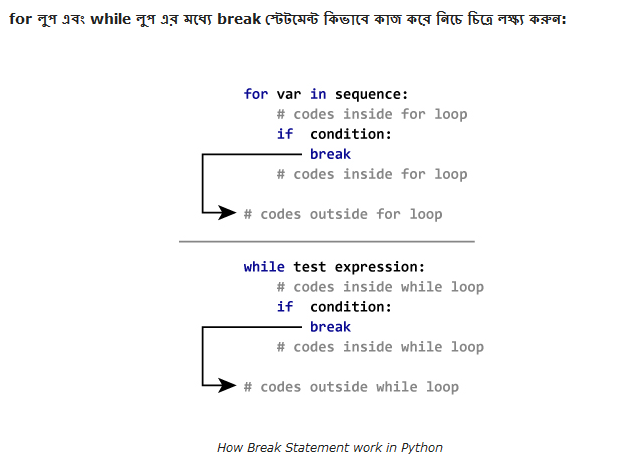 for লুপ এবং while লুপ এর মধ্যে break স্টেটমেন্ট কিভাবে কাজ করে নিচে চিত্রে লক্ষ্য করুন:
for var in sequence:
# codes inside for loop
if condition:
break
# codes inside for loop
# codes outside for loop
while test expression:
# codes inside while loop
if condition:
break
# codes inside while loop
# codes outside while loop
How Break Statement work in Python